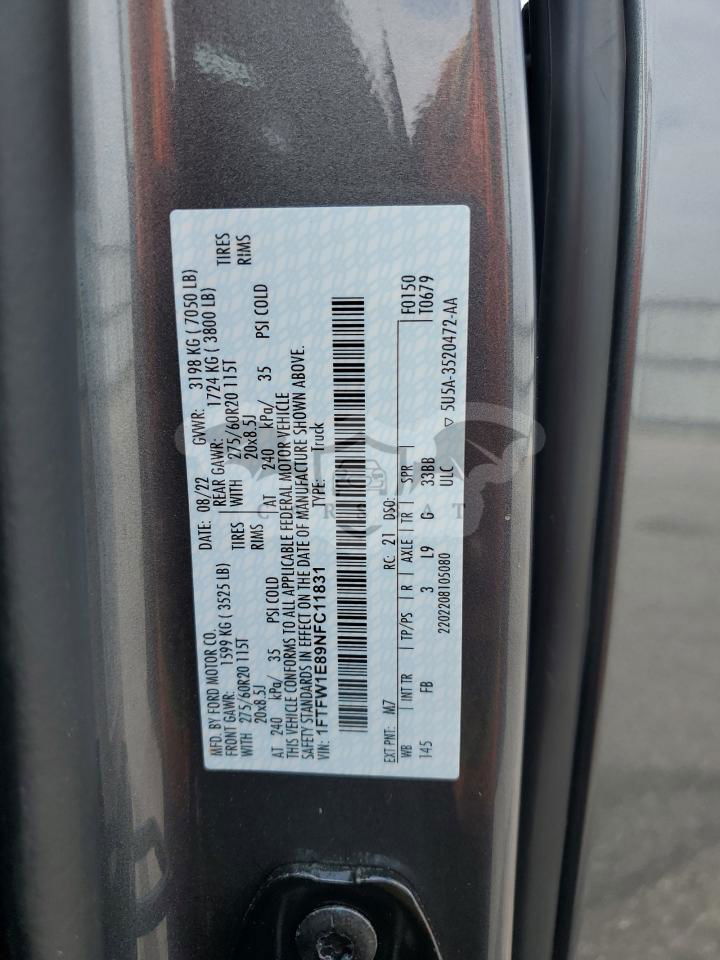 MFD. BY FORD MOTOR CO. DATE: 08/22 GVWR: 3198 KG ( 7050 LB)
FRONT GAWR: 1599 KG (3525 LB) REAR GAWR: 1724 KG ( 3800 LB)
WITH 275/60R20 115T TIRES WITH 275/60R20 115T TIRES
20x8.5J RIMS 20x8.5J RIMS
AT 240 kPa/ 35 PSI COLD AT 240 kPa/ 35 PSI COLD
THIS VEHICLE CONFORMS TO ALL APPLICABLE FEDERAL MOTOR VEHICLE
SAFETY STANDARDS IN EFFECT ON THE DATE OF MANUFACTURE SHOWN ABOVE.
VIN: 1FTFW1E89NFC11831 TYPE: Truck
EXT PNT: M7 RC: 21 DSO: F0150
WB INT TR TP/PS R AXLE TR SPR T0679
145 FB 3 L9 G 33BB
2202208105080 ULC ▽ 5U5A-3520472-AA